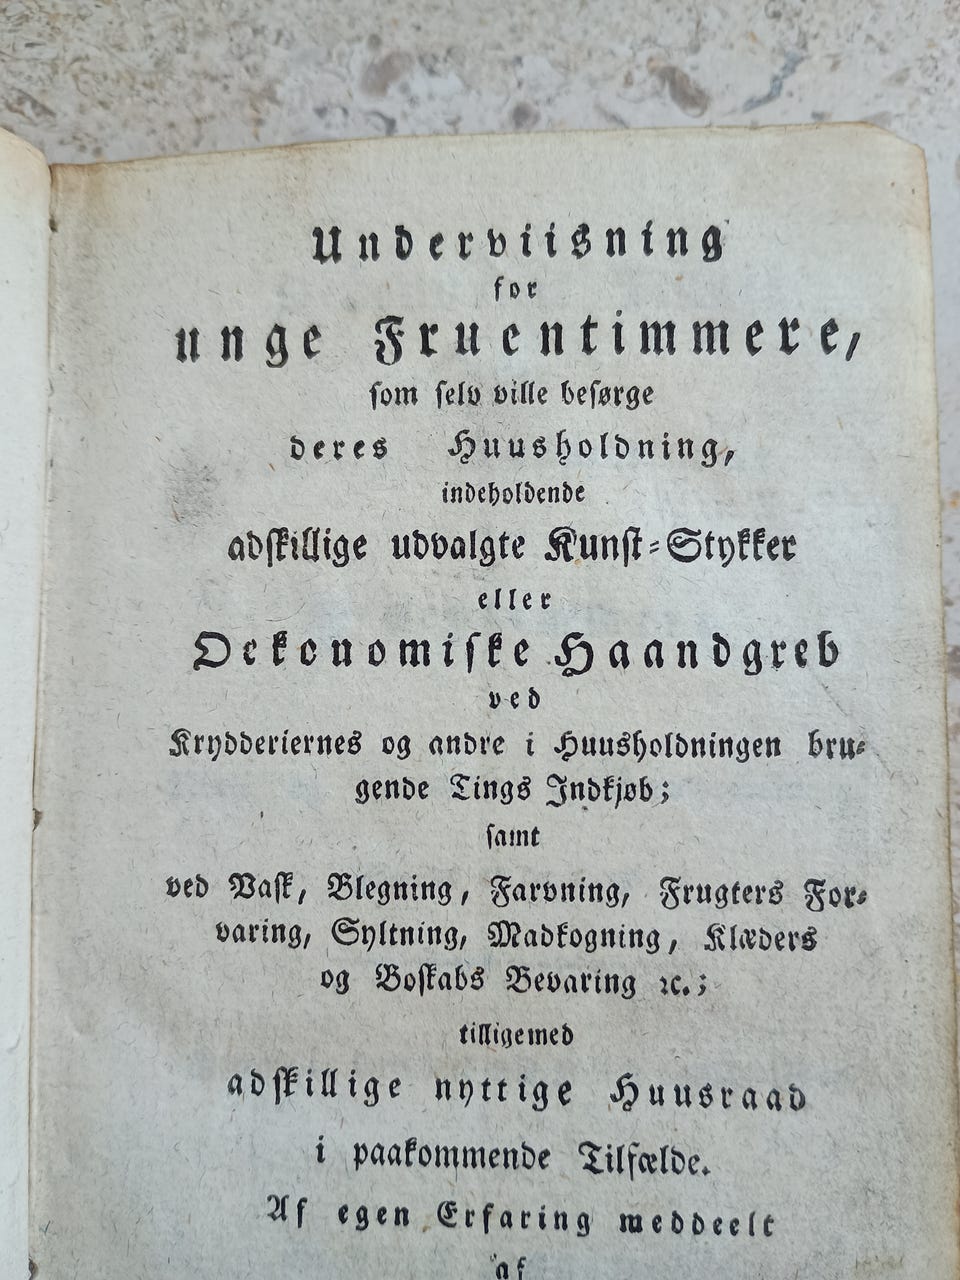 Underviisning
for
unge Fruentimmere,
som selv ville besørge
deres Huusholdning,
indeholdende
adskillige udvalgte Kunst-Stykker
eller
Oekonomiske Haandgreb
ved
Krydderiernes og andre i Huusholdningen bru-
gende Tings Indkjøb;
samt
ved Vask, Blegning, Farvning, Frugters For-
varing, Syltning, Madkogning, Klæders
og Boskabs Bevaring ꝛc.;
tilligemed
adskillige nyttige Huusraad
i paakommende Tilfælde.
Af egen Erfaring meddeelt
af